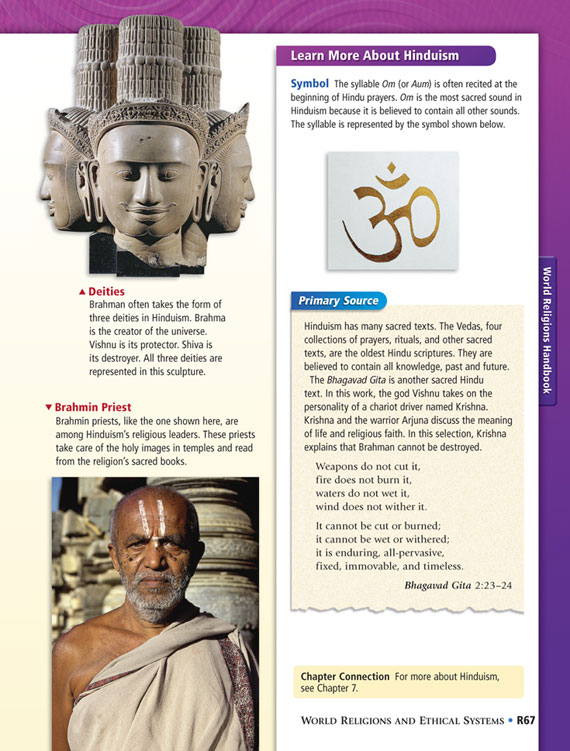 Learn More About Hinduism
Symbol The syllable Om (or Aum) is often recited at the
beginning of Hindu prayers. Om is the most sacred sound in
Hinduism because it is believed to contain all other sounds.
The syllable is represented by the symbol shown below.
ॐ
▲ Deities
Brahman often takes the form of
three deities in Hinduism. Brahma
is the creator of the universe.
Vishnu is its protector. Shiva is
its destroyer. All three deities are
represented in this sculpture.
▼ Brahmin Priest
Brahmin priests, like the one shown here, are
among Hinduism's religious leaders. These priests
take care of the holy images in temples and read
from the religion's sacred books.
Primary Source
Hinduism has many sacred texts. The Vedas, four
collections of prayers, rituals, and other sacred
texts, are the oldest Hindu scriptures. They are
believed to contain all knowledge, past and future.
The Bhagavad Gita is another sacred Hindu
text. In this work, the god Vishnu takes on the
personality of a chariot driver named Krishna.
Krishna and the warrior Arjuna discuss the meaning
of life and religious faith. In this selection, Krishna
explains that Brahman cannot be destroyed.
Weapons do not cut it,
fire does not burn it,
waters do not wet it,
wind does not wither it.
It cannot be cut or burned;
it cannot be wet or withered;
it is enduring, all-pervasive,
fixed, immovable, and timeless.
Bhagavad Gita 2:23–24
Chapter Connection For more about Hinduism,
see Chapter 7.
World Religions Handbook
WORLD RELIGIONS AND ETHICAL SYSTEMS • R67